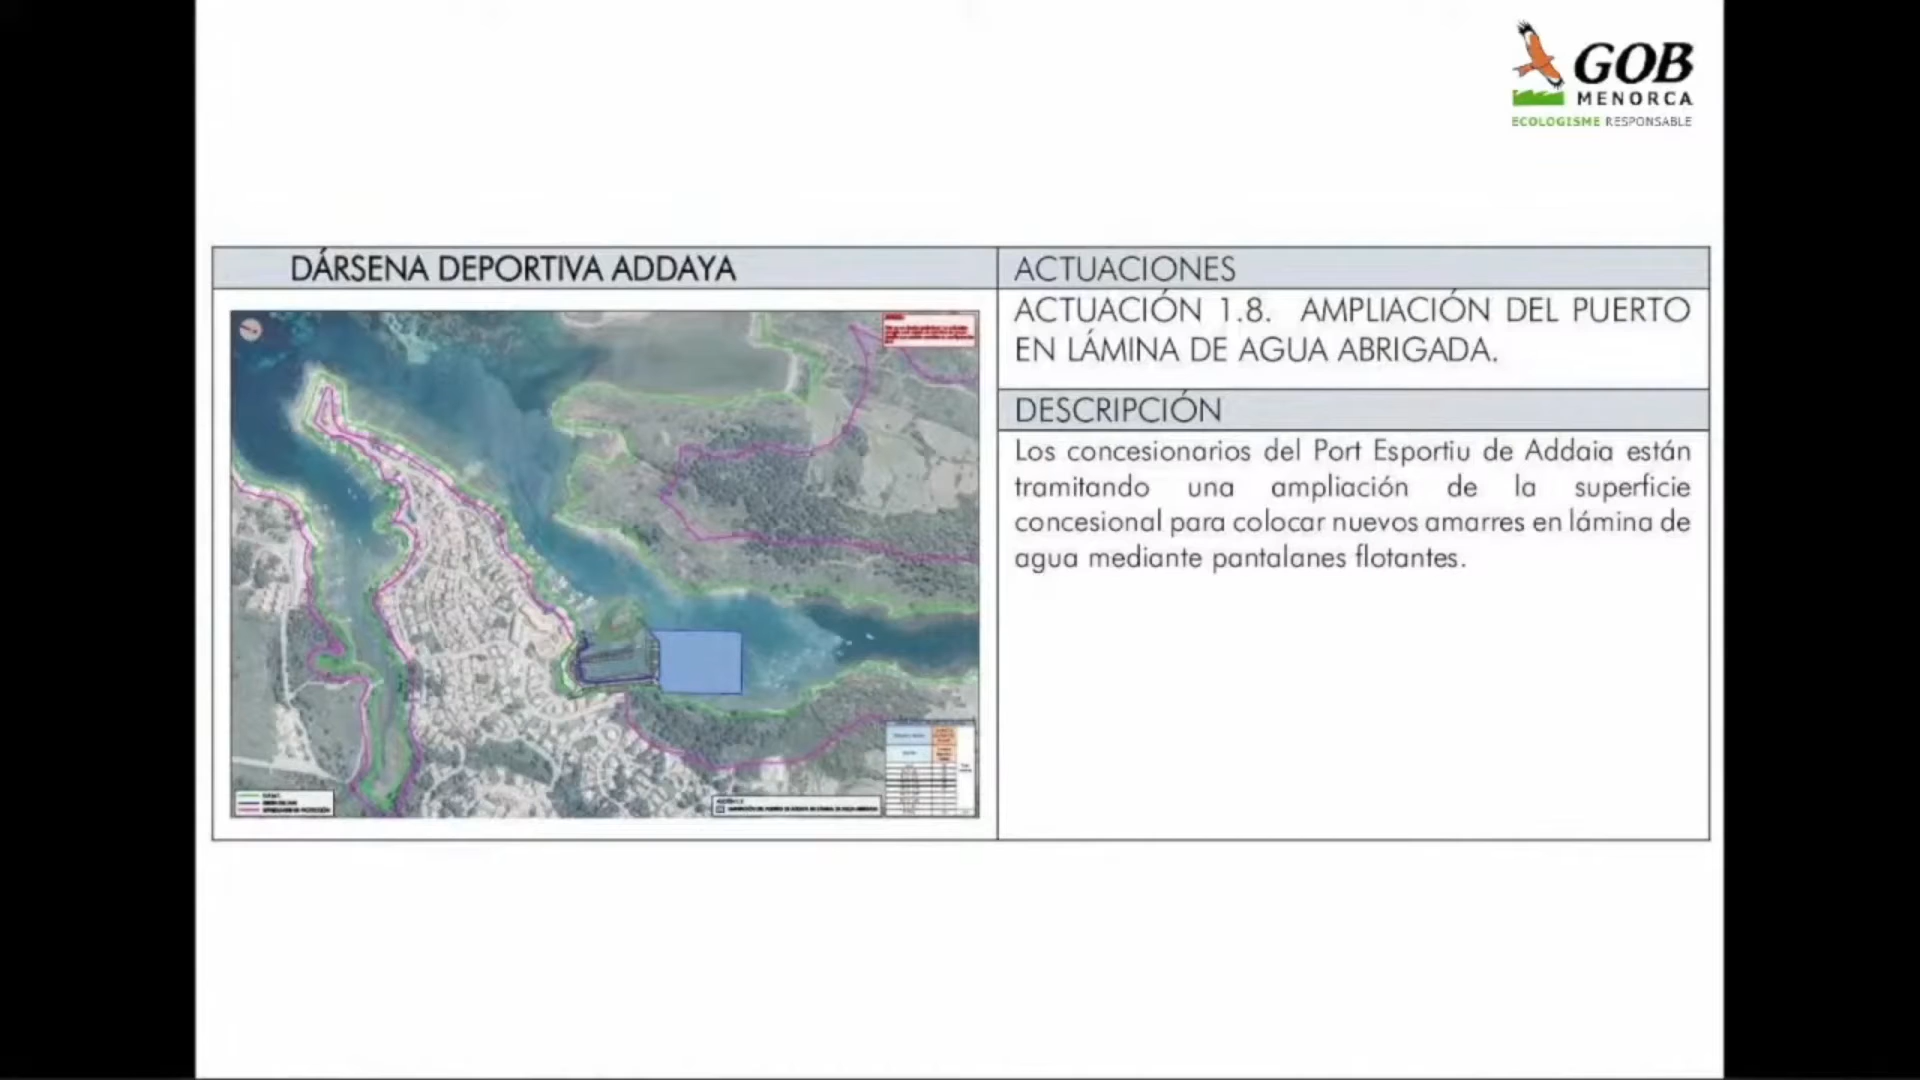 GOB
MENORCA
ECOLOGISME RESPONSABLE
DÁRSENA DEPORTIVA ADDAYA
ACTUACIONES
ACTUACIÓN 1.8. AMPLIACIÓN DEL PUERTO
EN LÁMINA DE AGUA ABRIGADA.
DESCRIPCIÓN
Los concesionarios del Port Esportiu de Addaia están
tramitando una ampliación de la superficie
concesional para colocar nuevos amarres en lámina de
agua mediante pantalanes flotantes.